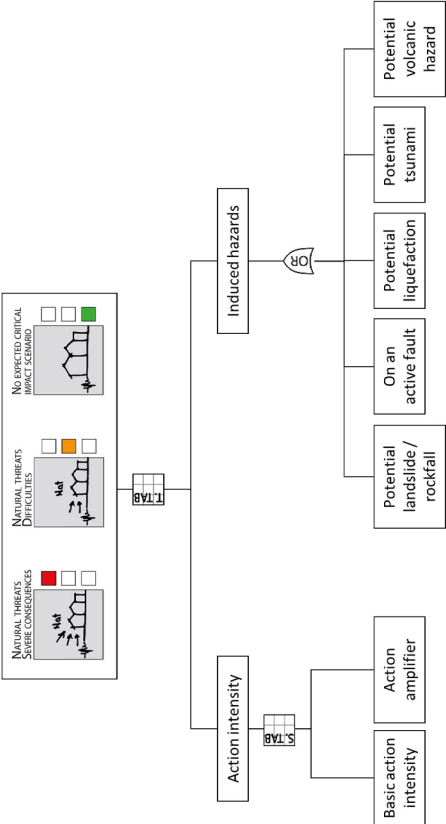 NATURAL THREATS
SEVERE CONSEQUENCES
Nat
NATURAL THREATS
DIFFICULTIES
Nat
NO EXPECTED CRITICAL
IMPACT SCENARIO
T.TAB
Action intensity
Induced hazards
S.TAB
OR
Basic action
intensity
Action
amplifier
Potential
landslide /
rockfall
On an
active fault
Potential
liquefaction
Potential
tsunami
Potential
volcanic
hazard